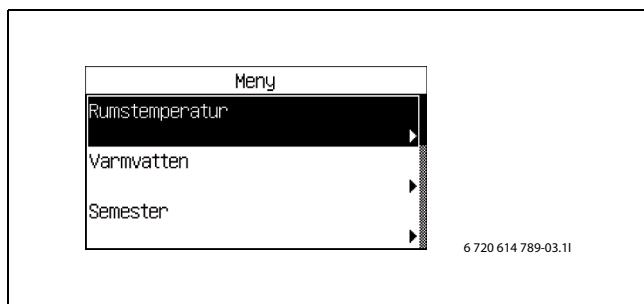 Meny
Rumstemperatur
Varmvatten
Semester
6 720 614 789-03.1I